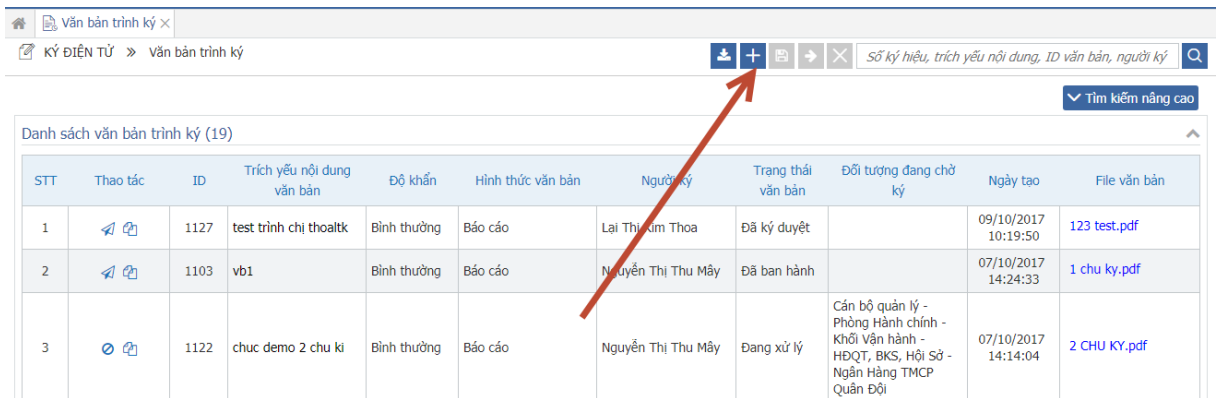 Văn bản trình ký ×
KÝ ĐIỆN TỬ » Văn bản trình ký
Số ký hiệu, trích yếu nội dung, ID văn bản, người ký
Tìm kiếm nâng cao
Danh sách văn bản trình ký (19)
STT Thao tác ID Trích yếu nội dung văn bản Độ khẩn Hình thức văn bản Người ký Trạng thái văn bản Đối tượng đang chờ ký Ngày tạo File văn bản
1 1127 test trình chị thoaltk Bình thường Báo cáo Lại Thị Kim Thoa Đã ký duyệt 09/10/2017 10:19:50 123 test.pdf
2 1103 vb1 Bình thường Báo cáo Nguyễn Thị Thu Mây Đã ban hành 07/10/2017 14:24:33 1 chu ky.pdf
3 1122 chuc demo 2 chu ki Bình thường Báo cáo Nguyễn Thị Thu Mây Đang xử lý Cán bộ quản lý - Phòng Hành chính - Khối Vận hành - HĐQT, BKS, Hội Sở - Ngân Hàng TMCP Quân Đội 07/10/2017 14:14:04 2 CHU KY.pdf